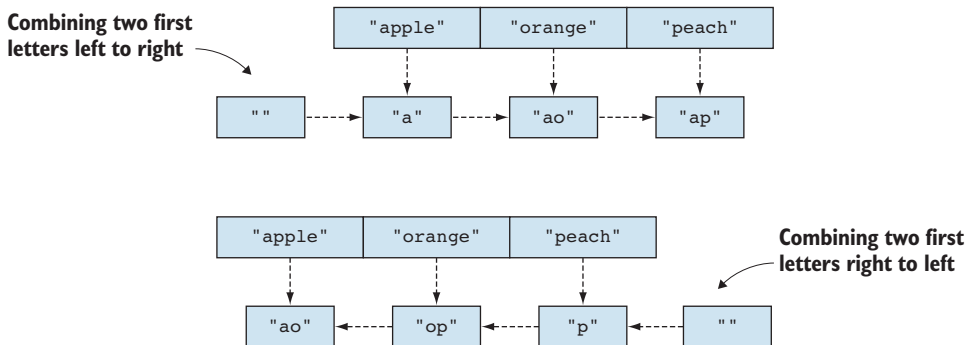 Combining two first
letters left to right
"apple" "orange" "peach"
"" "a" "ao" "ap"
"apple" "orange" "peach"
Combining two first
letters right to left
"ao" "op" "p" ""